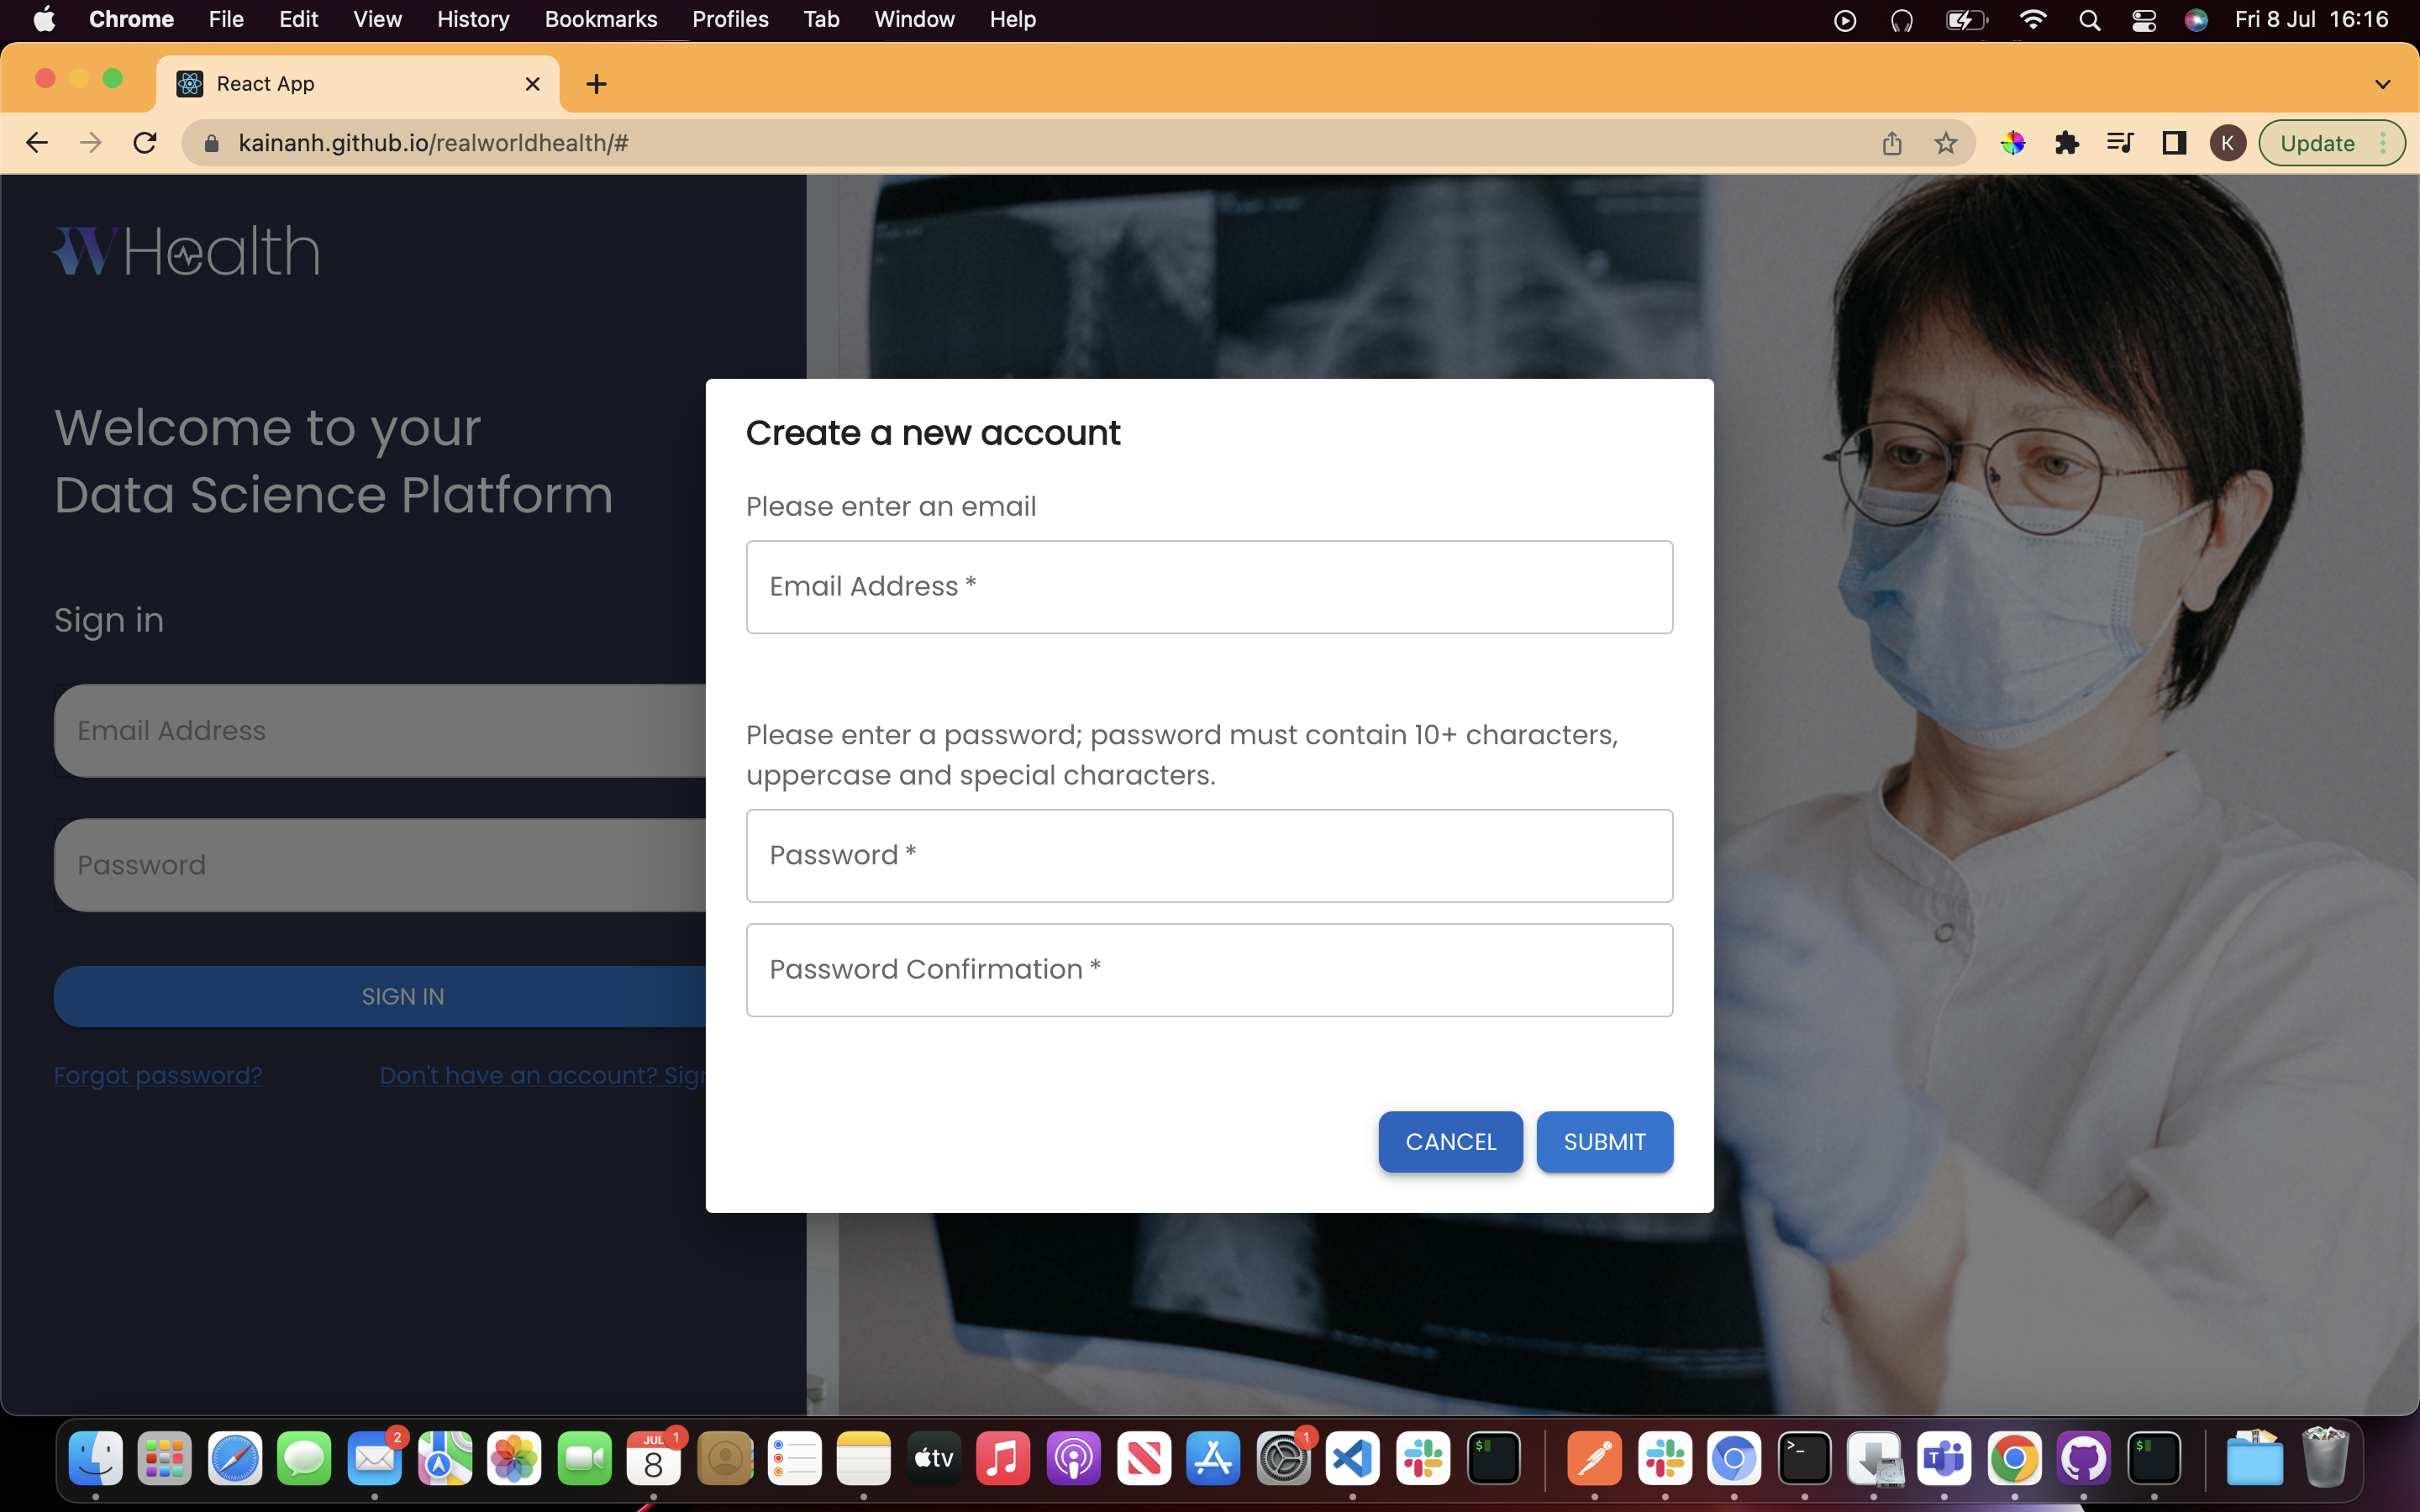 Chrome File Edit View History Bookmarks Profiles Tab Window Help Fri 8 Jul 16:16
React App
kainanh.github.io/realworldhealth/# K Update
WHealth
Welcome to your
Data Science Platform
Sign in
Email Address
Password
SIGN IN
Forgot password? Don't have an account? Sig
Create a new account
Please enter an email
Email Address *
Please enter a password; password must contain 10+ characters,
uppercase and special characters.
Password *
Password Confirmation *
CANCEL SUBMIT
2 JUL 8 1 tv 1 $ >_ T $